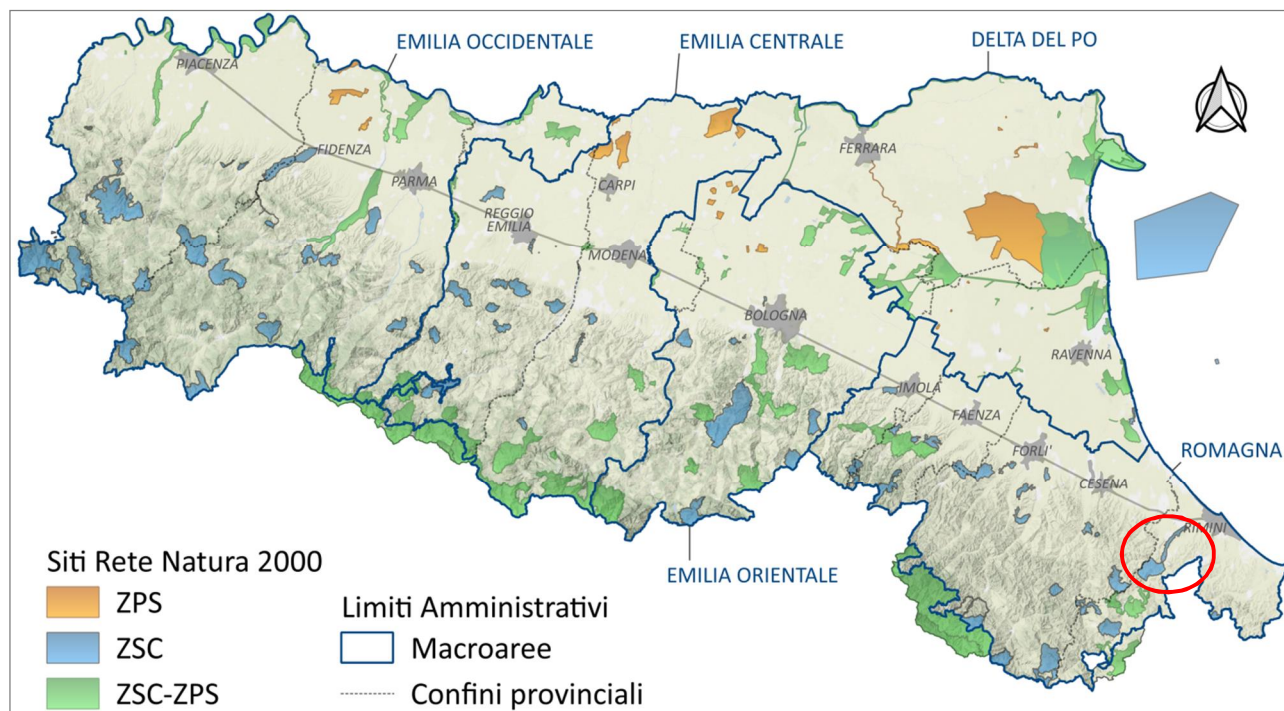 EMILIA OCCIDENTALE
EMILIA CENTRALE
DELTA DEL PO
PIACENZA
FIDENZA
PARMA
REGGIO
EMILIA
CARPI
MODENA
FERRARA
BOLOGNA
RAVENNA
IMOLA
FAENZA
FORLI'
CESENA
ROMAGNA
RIMINI
EMILIA ORIENTALE
Siti Rete Natura 2000
ZPS
ZSC
ZSC-ZPS
Limiti Amministrativi
Macroaree
Confini provinciali